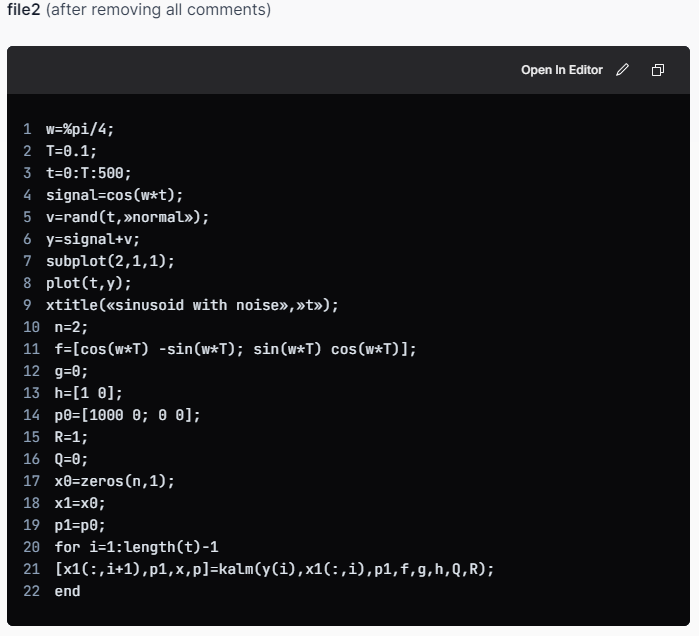 file2 (after removing all comments)
Open In Editor
1 w=%pi/4;
2 T=0.1;
3 t=0:T:500;
4 signal=cos(w*t);
5 v=rand(t,»normal»);
6 y=signal+v;
7 subplot(2,1,1);
8 plot(t,y);
9 xtitle(«sinusoid with noise»,»t»);
10 n=2;
11 f=[cos(w*T) -sin(w*T); sin(w*T) cos(w*T)];
12 g=0;
13 h=[1 0];
14 p0=[1000 0; 0 0];
15 R=1;
16 Q=0;
17 x0=zeros(n,1);
18 x1=x0;
19 p1=p0;
20 for i=1:length(t)-1
21 [x1(:,i+1),p1,x,p]=kalm(y(i),x1(:,i),p1,f,g,h,Q,R);
22 end